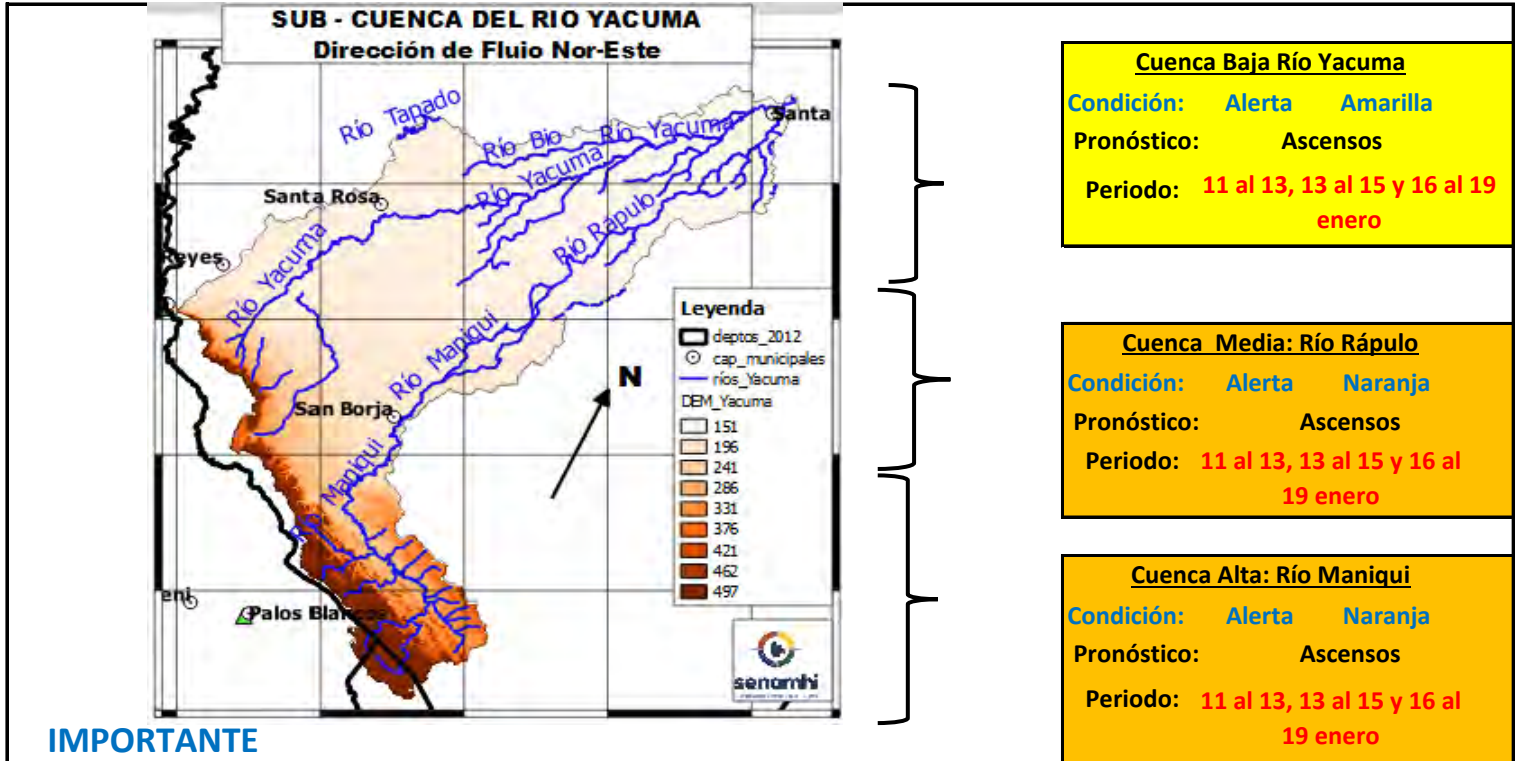 SUB - CUENCA DEL RIO YACUMA
Dirección de Fluio Nor-Este
Río Tapado
Río Bio
Río Yacuma
Santa
Río Yacuma
Santa Rosa
Río Rápulo
Reyes
Río Yacuma
Río Maniqui
San Borja
Río Maniqui
N
Palos Blancos
eni
Leyenda
deptos_2012
cap_municipales
ríos_Yacuma
DEM_Yacuma
151
196
241
286
331
376
421
462
497
senamhi
IMPORTANTE
Cuenca Baja Río Yacuma
Condición: Alerta Amarilla
Pronóstico: Ascensos
Periodo: 11 al 13, 13 al 15 y 16 al 19
enero
Cuenca Media: Río Rápulo
Condición: Alerta Naranja
Pronóstico: Ascensos
Periodo: 11 al 13, 13 al 15 y 16 al
19 enero
Cuenca Alta: Río Maniqui
Condición: Alerta Naranja
Pronóstico: Ascensos
Periodo: 11 al 13, 13 al 15 y 16 al
19 enero